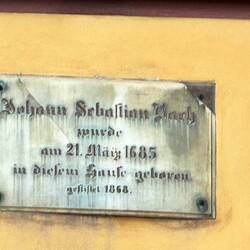 Johann Sebastian Bach
wurde
am 21. März 1685
in diesem Hause geboren.
gestiftet 1868.